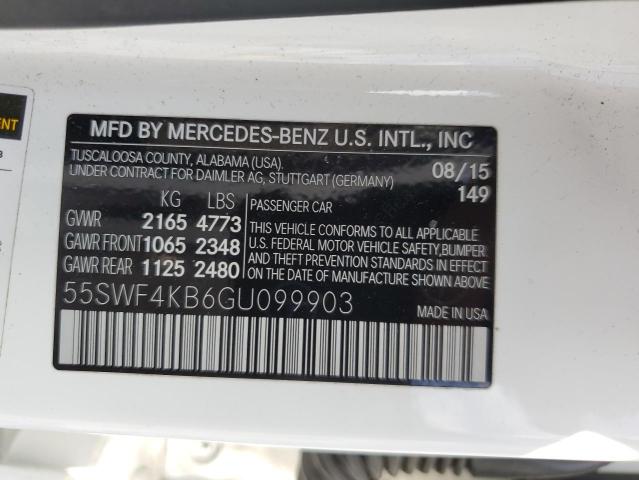 ENT
3
MFD BY MERCEDES-BENZ U.S. INTL., INC
TUSCALOOSA COUNTY, ALABAMA (USA).
UNDER CONTRACT FOR DAIMLER AG, STUTTGART (GERMANY)
08/15
149
KG LBS
GVWR 2165 4773
GAWR FRONT 1065 2348
GAWR REAR 1125 2480
PASSENGER CAR
THIS VEHICLE CONFORMS TO ALL APPLICABLE
U.S. FEDERAL MOTOR VEHICLE SAFETY, BUMPER
AND THEFT PREVENTION STANDARDS IN EFFECT
ON THE DATE OF MANUFACTURE SHOWN ABOVE
55SWF4KB6GU099903
MADE IN USA